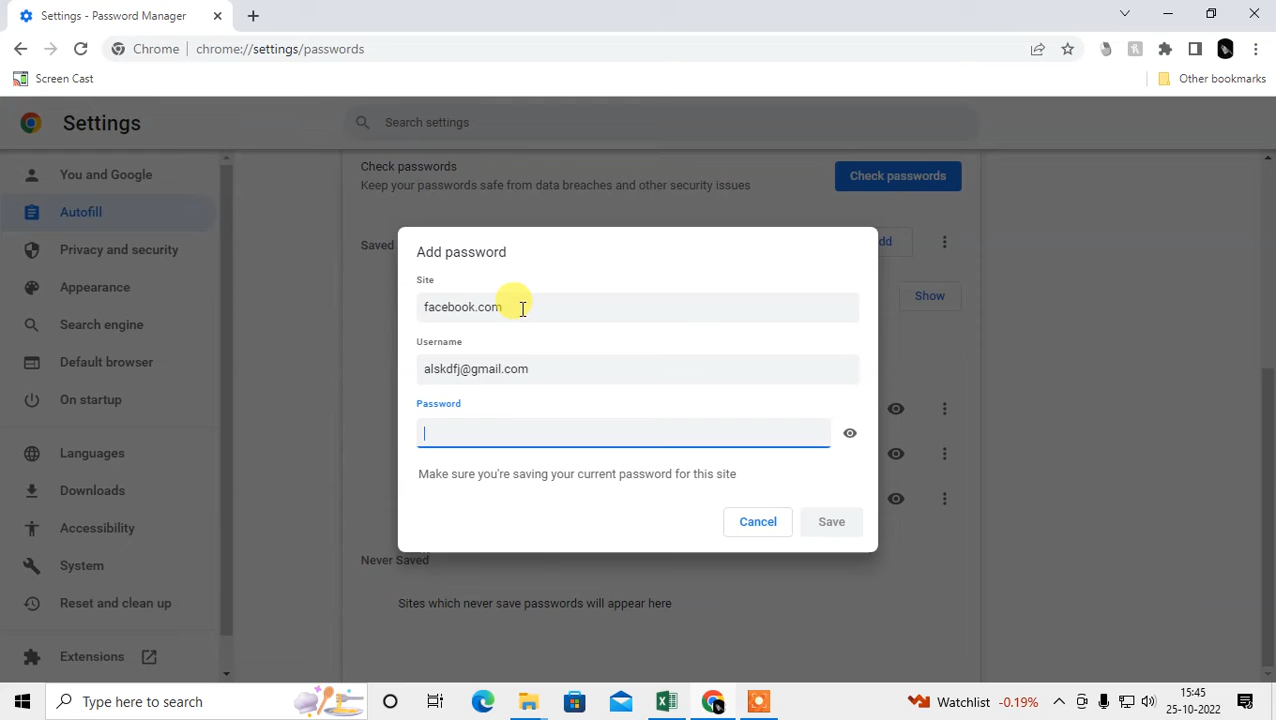 Settings - Password Manager
Chrome
chrome://settings/passwords
Screen Cast
Other bookmarks
Settings
Search settings
You and Google
Autofill
Privacy and security
Appearance
Search engine
Default browser
On startup
Languages
Downloads
Accessibility
System
Reset and clean up
Extensions
Check passwords
Keep your passwords safe from data breaches and other security issues
Check passwords
Saved
dd
Show
Add password
Site
facebook.com
Username
alskdfj@gmail.com
Password
Make sure you're saving your current password for this site
Cancel
Save
Never Saved
Sites which never save passwords will appear here
Type here to search
Watchlist -0.19%
15:45
25-10-2022